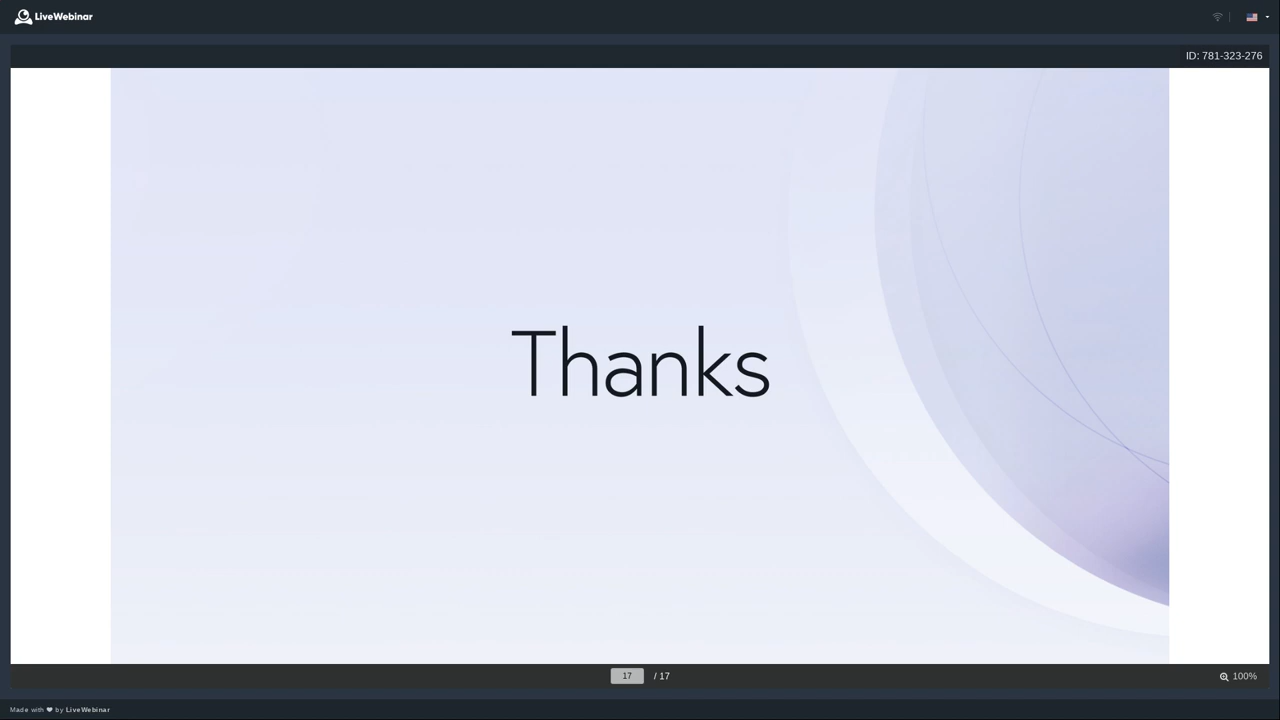 LiveWebinar
ID: 781-323-276
Thanks
17 / 17
100%
Made with ❤ by LiveWebinar